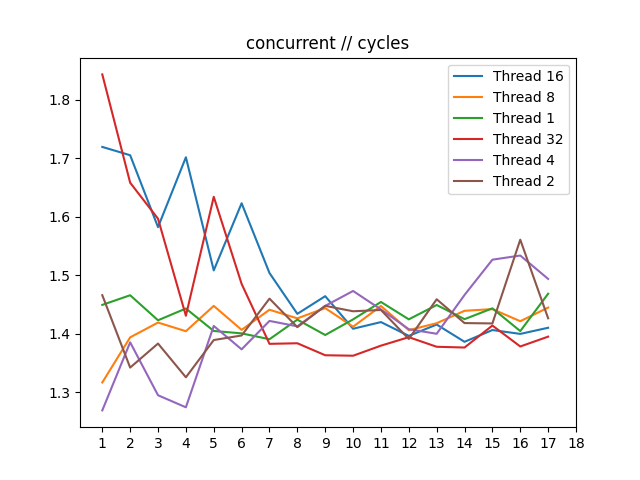 concurrent // cycles
Thread 16
Thread 8
Thread 1
Thread 32
Thread 4
Thread 2
1.8
1.7
1.6
1.5
1.4
1.3
1 2 3 4 5 6 7 8 9 10 11 12 13 14 15 16 17 18